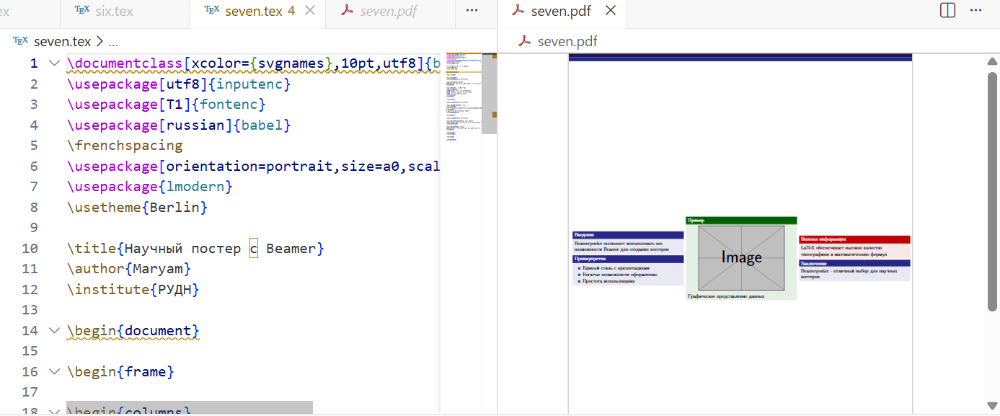 ex
TEX six.tex
TEX seven.tex 4
seven.pdf
...
seven.pdf
...
TEX seven.tex > ...
seven.pdf
1 \documentclass[xcolor={svgnames},10pt,utf8]{b
2 \usepackage[utf8]{inputenc}
3 \usepackage[T1]{fontenc}
4 \usepackage[russian]{babel}
5 \frenchspacing
6 \usepackage[orientation=portrait,size=a0,scal
7 \usepackage{lmodern}
8 \usetheme{Berlin}
9
10 \title{Научный постер с Beamer}
11 \author{Maryam}
12 \institute{РУДН}
13
14 \begin{document}
15
16 \begin{frame}
17
18 \begin{columns}
Введение
Beamerposter позволяет использовать все
возможности Beamer для создания постеров
Преимущества
Единый стиль с презентациями
Богатые возможности оформления
Простота использования
Пример
Image
Графическое представление данных
Важная информация
LaTeX обеспечивает высокое качество
типографики и математических формул
Заключение
Beamerposter – отличный выбор для научных
постеров